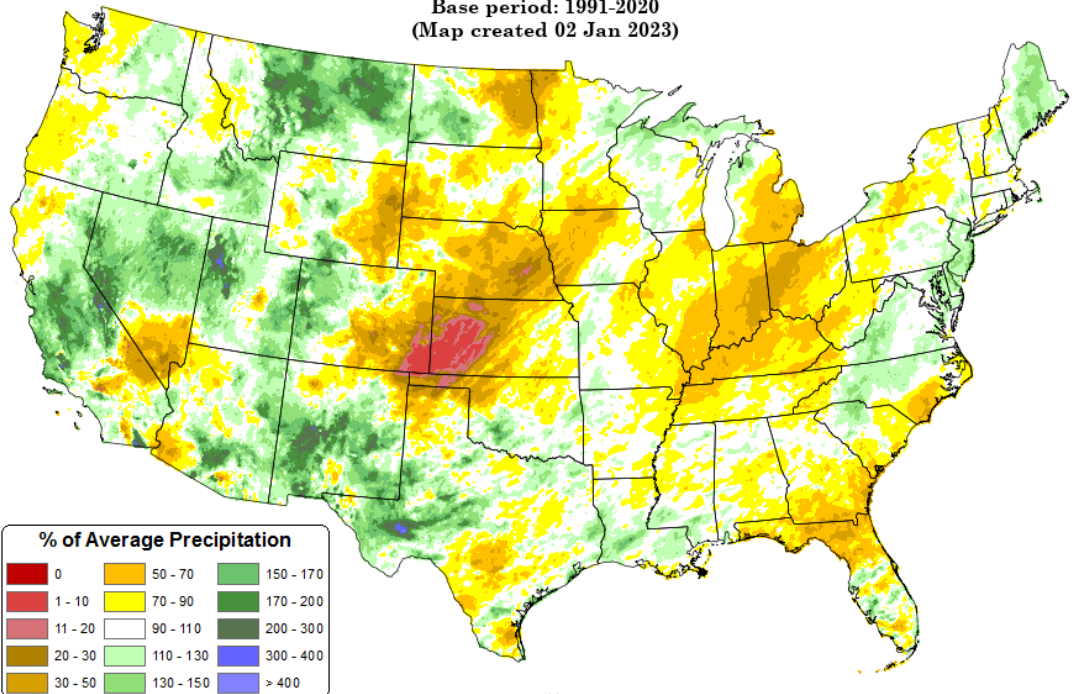 Base period: 1991-2020
(Map created 02 Jan 2023)
% of Average Precipitation
0
50 - 70
150 - 170
1 - 10
70 - 90
170 - 200
11 - 20
90 - 110
200 - 300
20 - 30
110 - 130
300 - 400
30 - 50
130 - 150
> 400